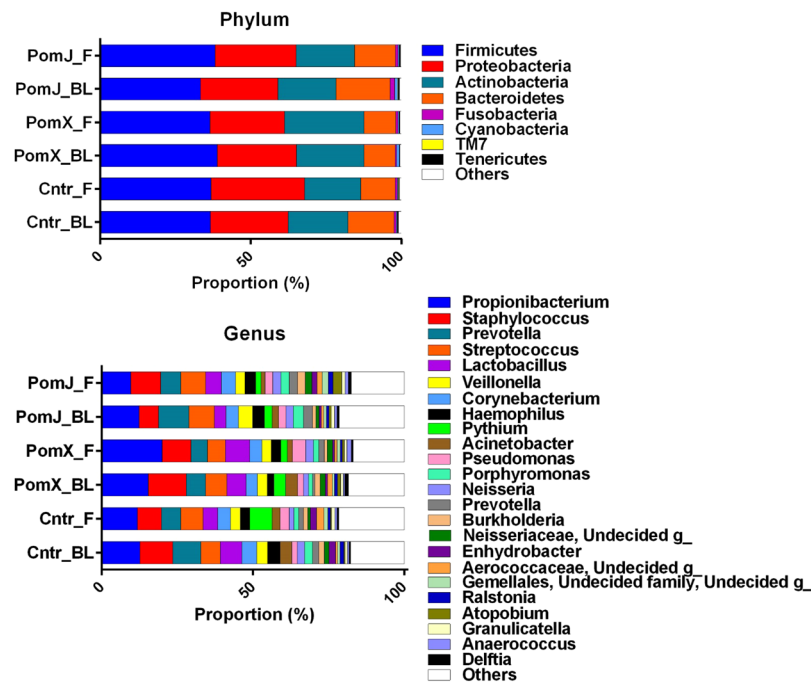 Phylum
PomJ_F
PomJ_BL
PomX_F
PomX_BL
Cntr_F
Cntr_BL
0
50
100
Proportion (%)
Firmicutes
Proteobacteria
Actinobacteria
Bacteroidetes
Fusobacteria
Cyanobacteria
TM7
Tenericutes
Others
Genus
PomJ_F
PomJ_BL
PomX_F
PomX_BL
Cntr_F
Cntr_BL
0
50
100
Proportion (%)
Propionibacterium
Staphylococcus
Prevotella
Streptococcus
Lactobacillus
Veillonella
Corynebacterium
Haemophilus
Pythium
Acinetobacter
Pseudomonas
Porphyromonas
Neisseria
Prevotella
Burkholderia
Neisseriaceae, Undecided g_
Enhydrobacter
Aerococcaceae, Undecided g_
Gemellales, Undecided family, Undecided g_
Ralstonia
Atopobium
Granulicatella
Anaerococcus
Delftia
Others